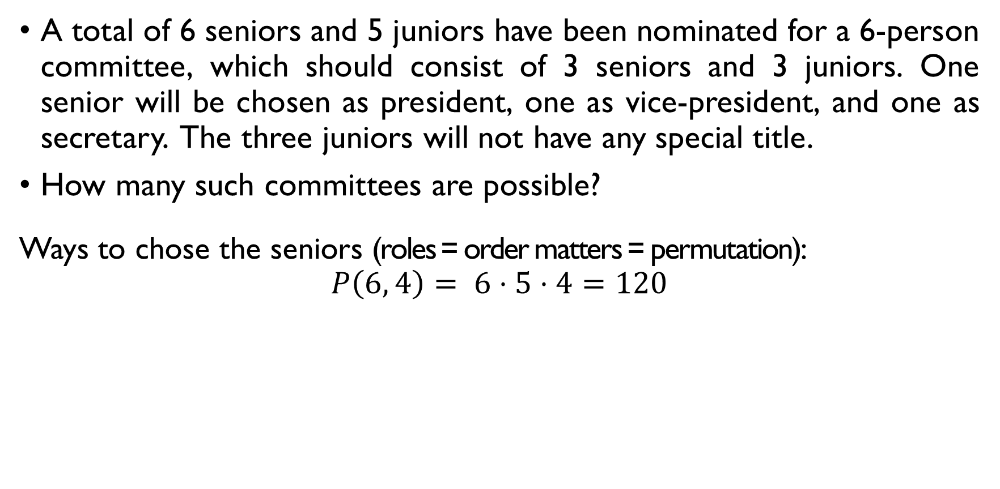 • A total of 6 seniors and 5 juniors have been nominated for a 6-person
committee, which should consist of 3 seniors and 3 juniors. One
senior will be chosen as president, one as vice-president, and one as
secretary. The three juniors will not have any special title.
• How many such committees are possible?
Ways to chose the seniors (roles = order matters = permutation):
P(6, 4) = 6 · 5 · 4 = 120